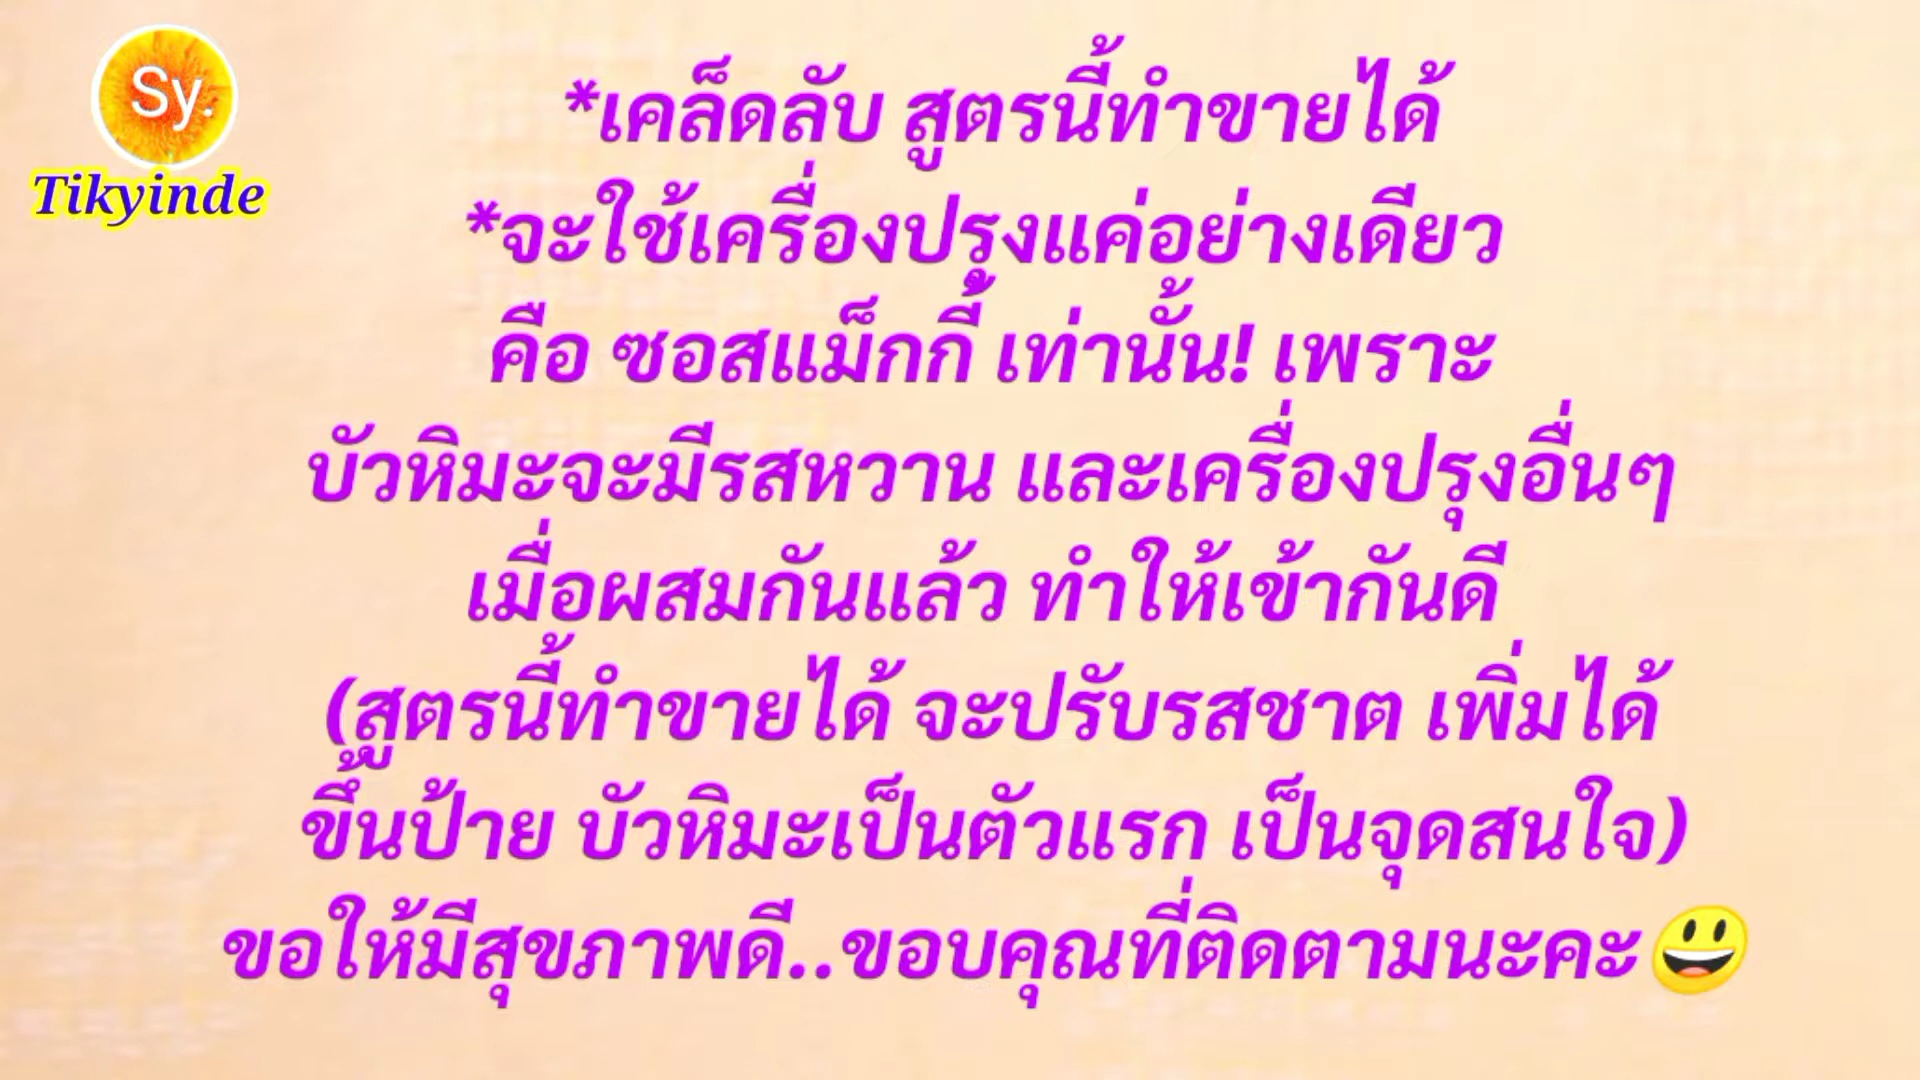 Sy.
Tikyinde
*เคล็ดลับ สูตรนี้ทำขายได้
*จะใช้เครื่องปรุงแค่อย่างเดียว
คือ ซอสแม็กกี้ เท่านั้น! เพราะ
บัวหิมะจะมีรสหวาน และเครื่องปรุงอื่นๆ
เมื่อผสมกันแล้ว ทำให้เข้ากันดี
(สูตรนี้ทำขายได้ จะปรับรสชาต เพิ่มได้
ขึ้นป้าย บัวหิมะเป็นตัวแรก เป็นจุดสนใจ)
ขอให้มีสุขภาพดี..ขอบคุณที่ติดตามนะคะ😃